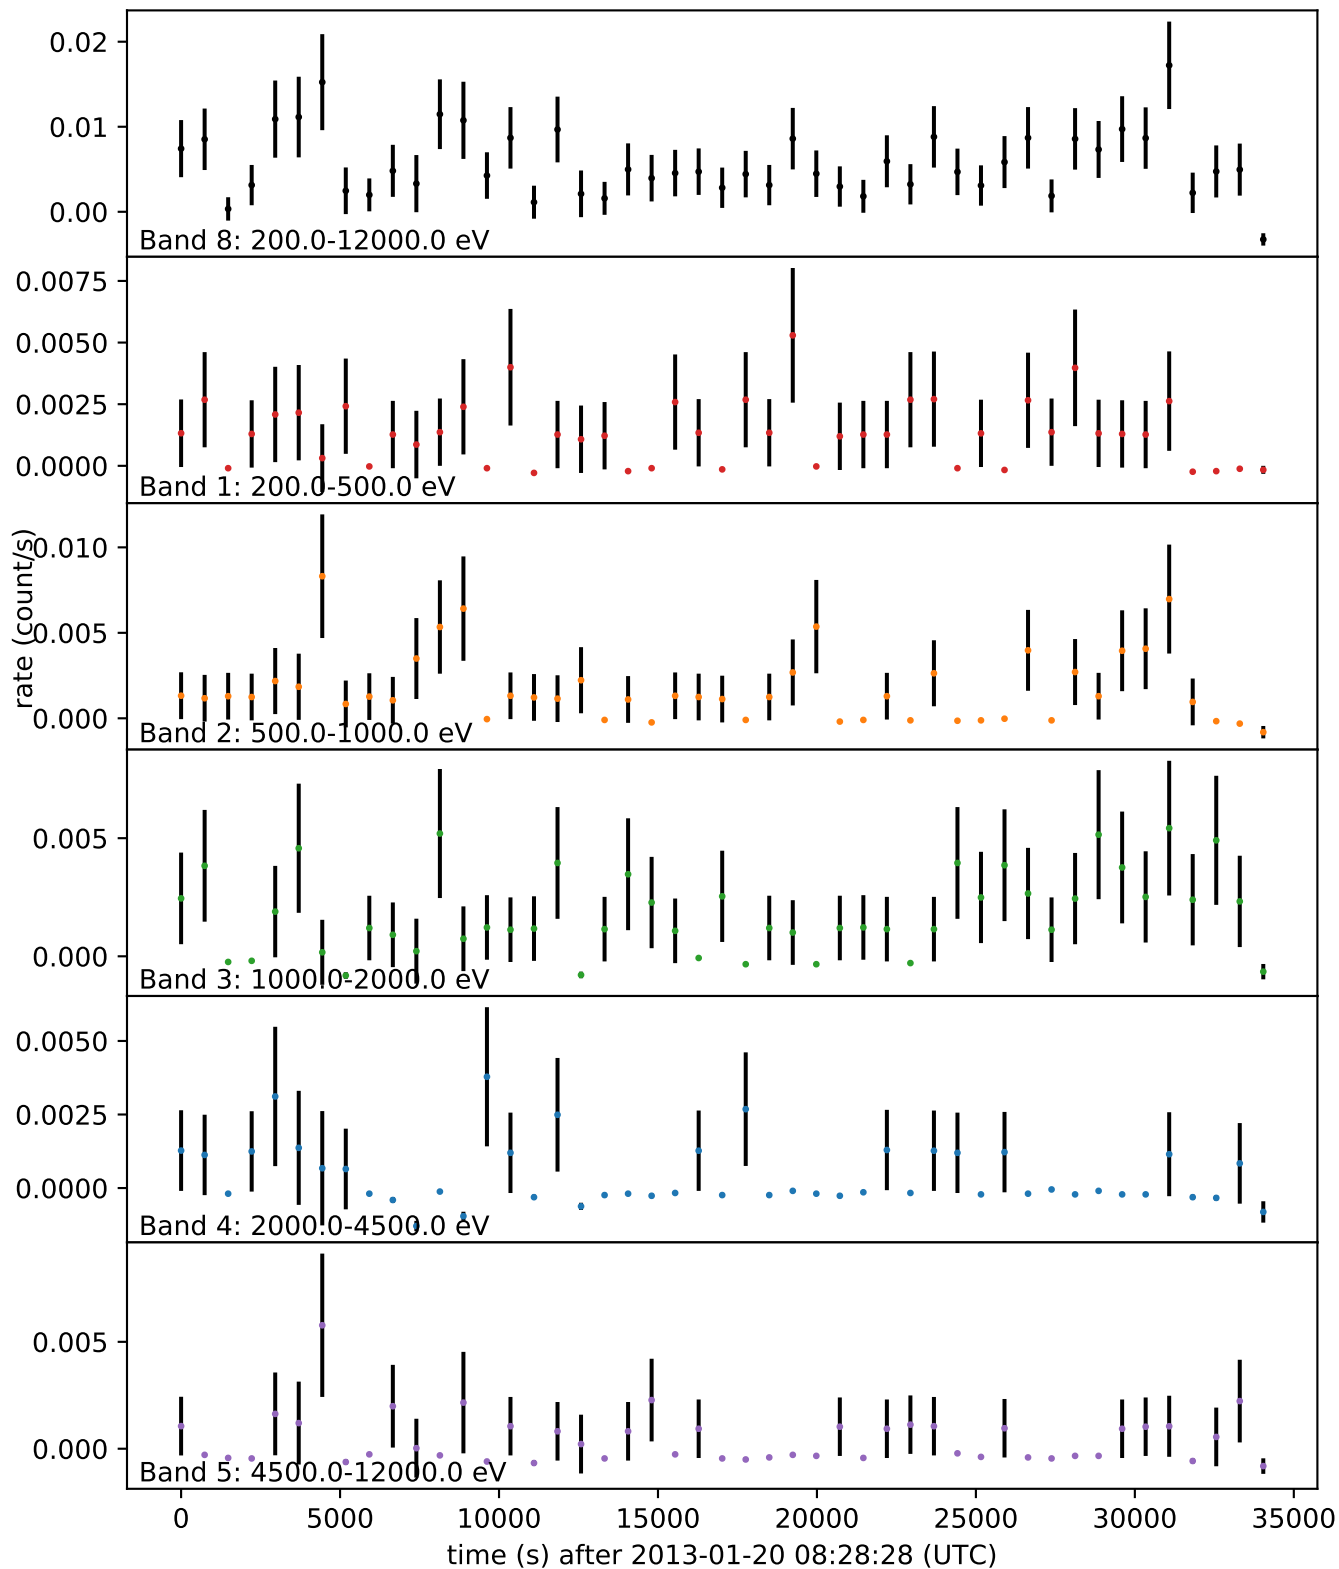 0.02
0.01
0.00
Band 8: 200.0-12000.0 eV
0.0075
0.0050
0.0025
0.0000
Band 1: 200.0-500.0 eV
rate (count/s)
0.010
0.005
0.000
Band 2: 500.0-1000.0 eV
0.005
0.000
Band 3: 1000.0-2000.0 eV
0.0050
0.0025
0.0000
Band 4: 2000.0-4500.0 eV
0.005
0.000
Band 5: 4500.0-12000.0 eV
0 5000 10000 15000 20000 25000 30000 35000
time (s) after 2013-01-20 08:28:28 (UTC)